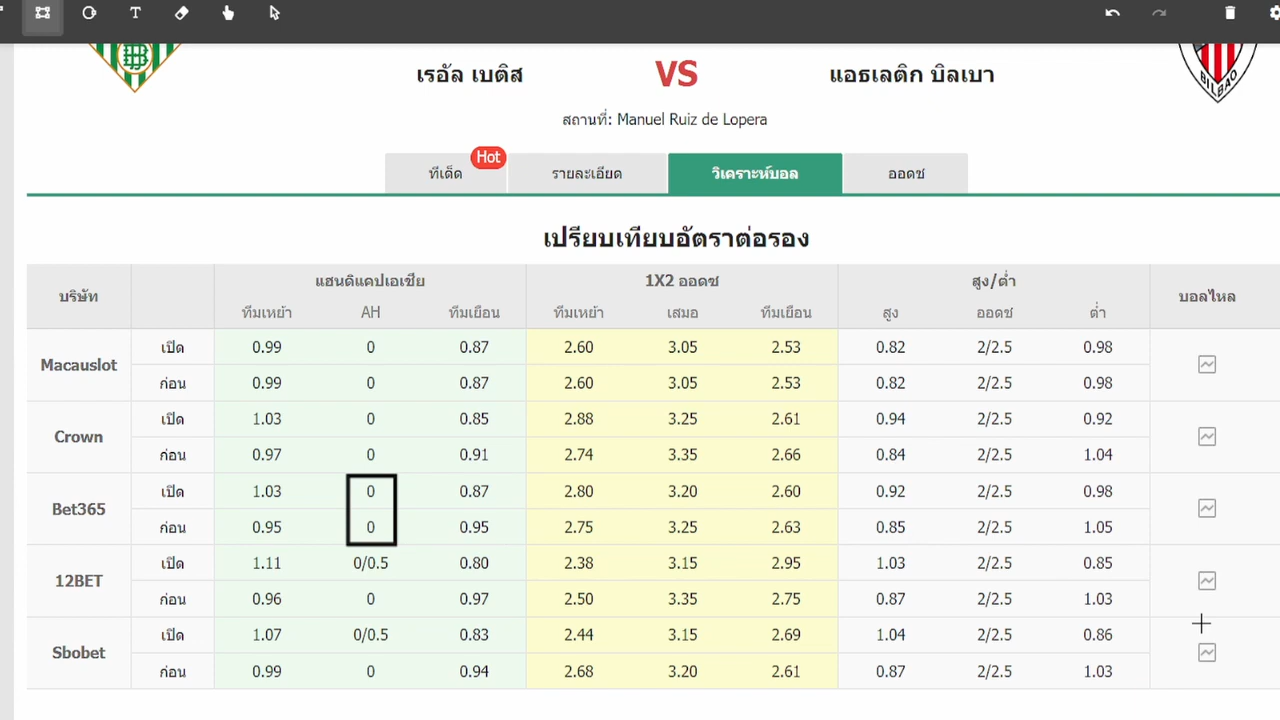 T
BILBAO
เรอัล เบติส VS แอธเลติก บิลเบา
สถานที่: Manuel Ruiz de Lopera
ทีเด็ด Hot รายละเอียด วิเคราะห์บอล ออดซ์
เปรียบเทียบอัตราต่อรอง
บริษัท แฮนดิแคปเอเชีย 1X2 ออดซ์ สูง/ต่ำ บอลไหล
ทีมเหย้า AH ทีมเยือน ทีมเหย้า เสมอ ทีมเยือน สูง ออดซ์ ต่ำ
Macauslot
เปิด 0.99 0 0.87 2.60 3.05 2.53 0.82 2/2.5 0.98
ก่อน 0.99 0 0.87 2.60 3.05 2.53 0.82 2/2.5 0.98
Crown
เปิด 1.03 0 0.85 2.88 3.25 2.61 0.94 2/2.5 0.92
ก่อน 0.97 0 0.91 2.74 3.35 2.66 0.84 2/2.5 1.04
Bet365
เปิด 1.03 0 0.87 2.80 3.20 2.60 0.92 2/2.5 0.98
ก่อน 0.95 0 0.95 2.75 3.25 2.63 0.85 2/2.5 1.05
12BET
เปิด 1.11 0/0.5 0.80 2.38 3.15 2.95 1.03 2/2.5 0.85
ก่อน 0.96 0 0.97 2.50 3.35 2.75 0.87 2/2.5 1.03
Sbobet
เปิด 1.07 0/0.5 0.83 2.44 3.15 2.69 1.04 2/2.5 0.86
ก่อน 0.99 0 0.94 2.68 3.20 2.61 0.87 2/2.5 1.03